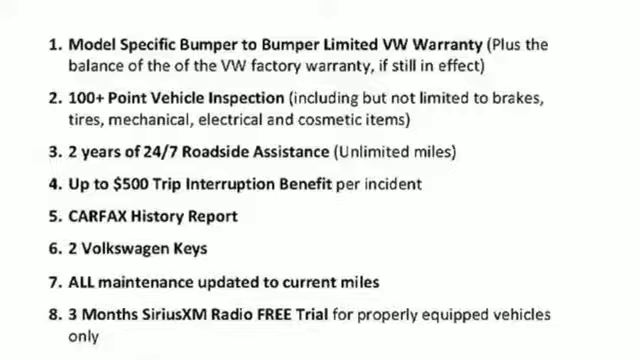 1. Model Specific Bumper to Bumper Limited VW Warranty (Plus the
balance of the of the VW factory warranty, if still in effect)
2. 100+ Point Vehicle Inspection (including but not limited to brakes,
tires, mechanical, electrical and cosmetic items)
3. 2 years of 24/7 Roadside Assistance (Unlimited miles)
4. Up to $500 Trip Interruption Benefit per incident
5. CARFAX History Report
6. 2 Volkswagen Keys
7. ALL maintenance updated to current miles
8. 3 Months SiriusXM Radio FREE Trial for properly equipped vehicles
only